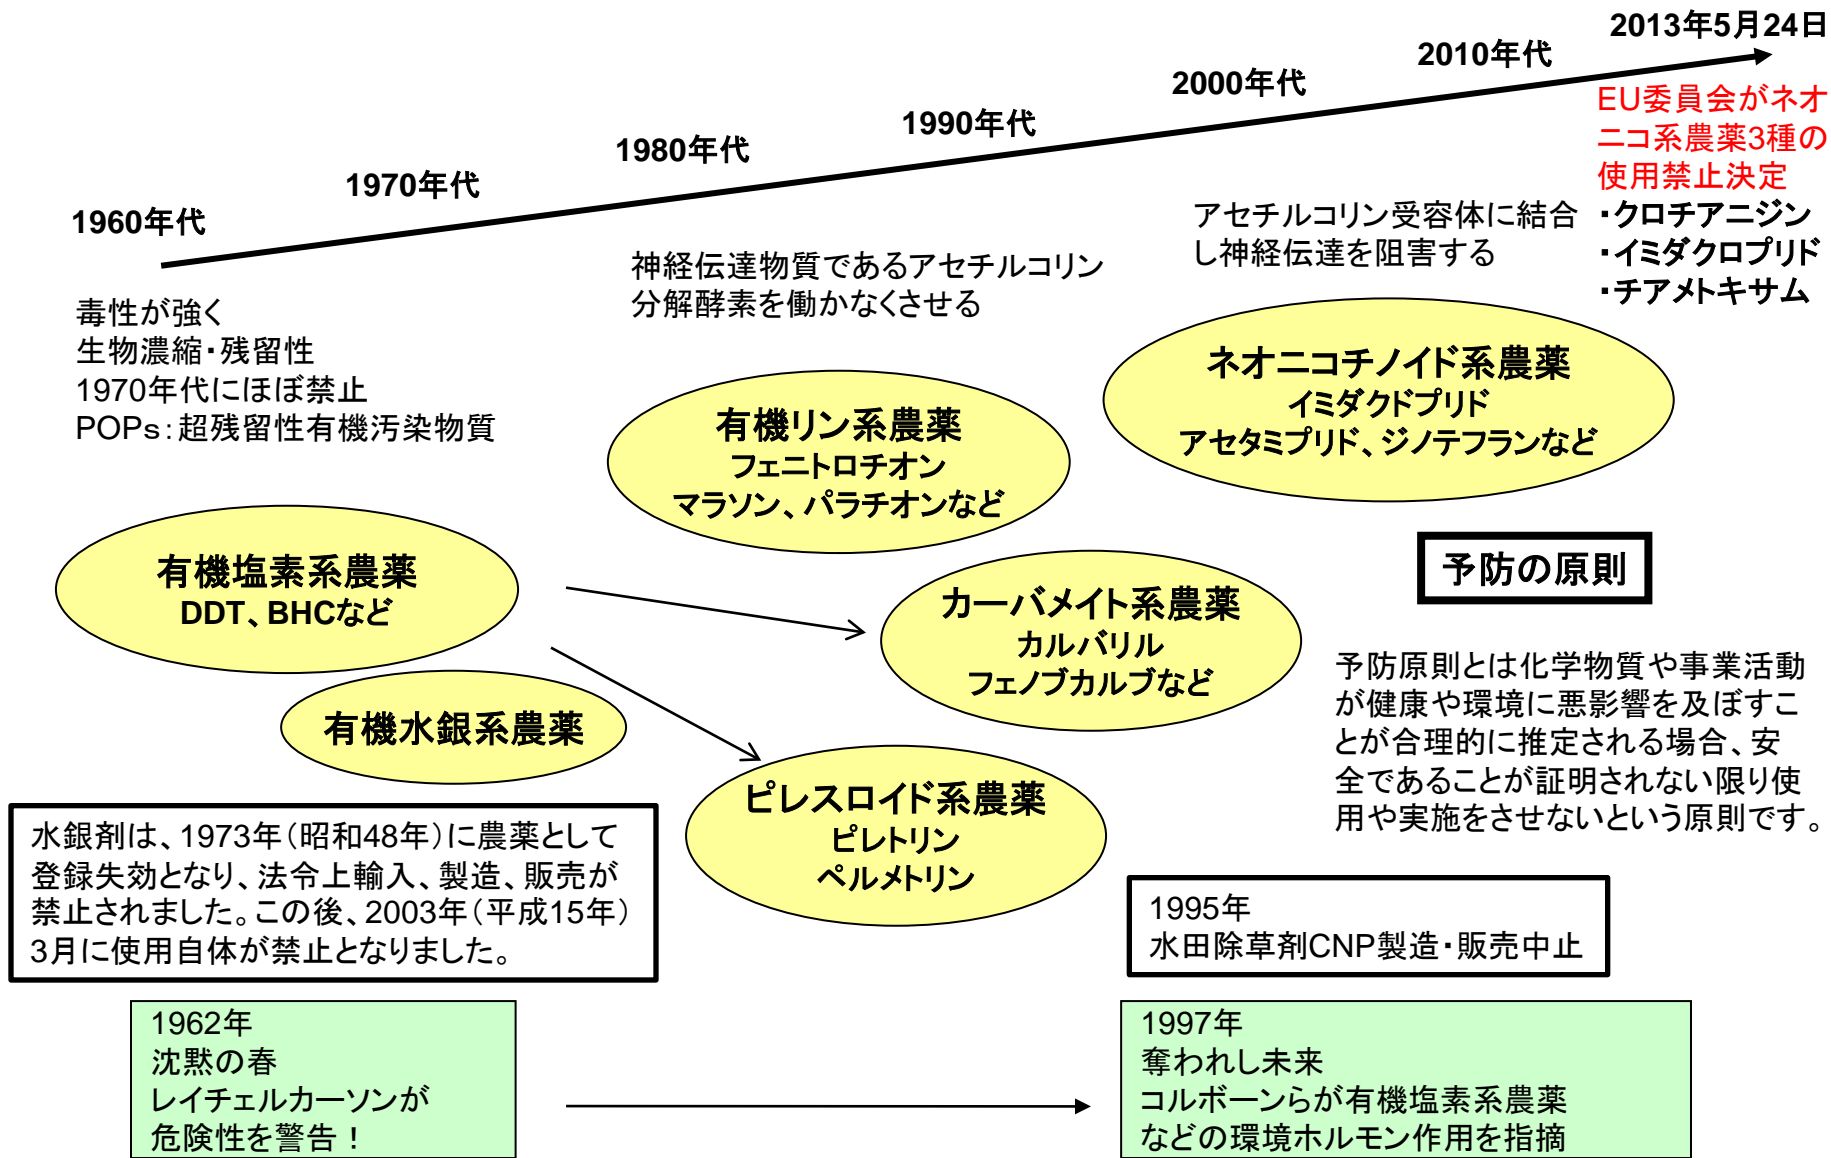 2013年5月24日
2010年代
2000年代
1990年代
1980年代
1970年代
1960年代
EU委員会がネオ
ニコ系農薬3種の
使用禁止決定
・クロチアニジン
・イミダクロプリド
・チアメトキサム
アセチルコリン受容体に結合
し神経伝達を阻害する
神経伝達物質であるアセチルコリン
分解酵素を働かなくさせる
毒性が強く
生物濃縮・残留性
1970年代にほぼ禁止
POPs：超残留性有機汚染物質
ネオニコチノイド系農薬
イミダクドプリド
アセタミプリド、ジノテフランなど
有機リン系農薬
フェニトロチオン
マラソン、パラチオンなど
有機塩素系農薬
DDT、BHCなど
予防の原則
カーバメイト系農薬
カルバリル
フェノブカルブなど
有機水銀系農薬
予防原則とは化学物質や事業活動
が健康や環境に悪影響を及ぼすこ
とが合理的に推定される場合、安
全であることが証明されない限り使
用や実施をさせないという原則です。
ピレスロイド系農薬
ピレトリン
ペルメトリン
水銀剤は、1973年（昭和48年）に農薬として
登録失効となり、法令上輸入、製造、販売が
禁止されました。この後、2003年（平成15年）
3月に使用自体が禁止となりました。
1995年
水田除草剤CNP製造・販売中止
1962年
沈黙の春
レイチェルカーソンが
危険性を警告！
1997年
奪われし未来
コルボーンらが有機塩素系農薬
などの環境ホルモン作用を指摘